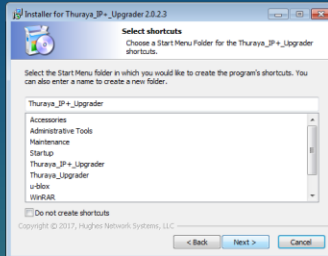 Installer for Thuraya_IP+_Upgrader 2.0.2.3
Select shortcuts
Choose a Start Menu Folder for the Thuraya_IP+_Upgrader
shortcuts.
Select the Start Menu folder in which you would like to create the program's shortcuts. You
can also enter a name to create a new folder.
Thuraya_IP+_Upgrader
Accessories
Administrative Tools
Maintenance
Startup
Thuraya_IP+_Upgrader
Thuraya_Upgrader
u-blox
WinRAR
Do not create shortcuts
Copyright © 2017, Hughes Network Systems, LLC
< Back
Next >
Cancel